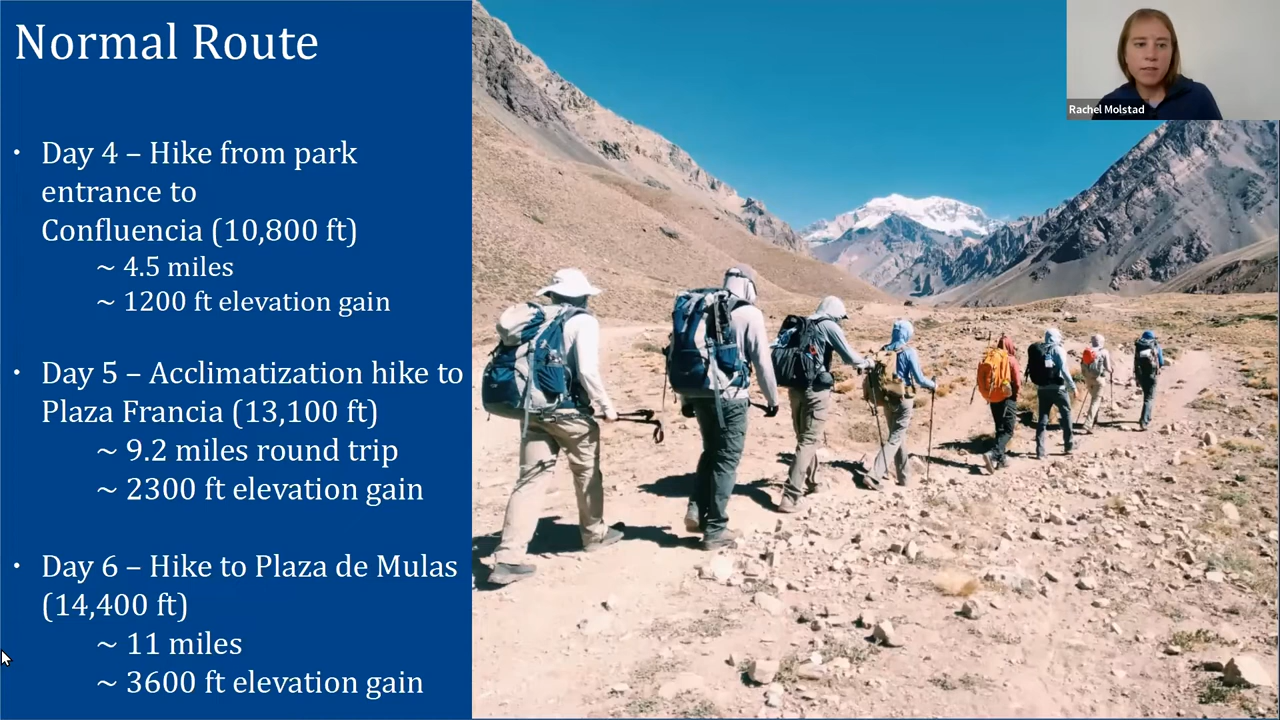 Normal Route
• Day 4 – Hike from park
entrance to
Confluencia (10,800 ft)
~ 4.5 miles
~ 1200 ft elevation gain
• Day 5 – Acclimatization hike to
Plaza Francia (13,100 ft)
~ 9.2 miles round trip
~ 2300 ft elevation gain
• Day 6 – Hike to Plaza de Mulas
(14,400 ft)
~ 11 miles
~ 3600 ft elevation gain
Rachel Molstad